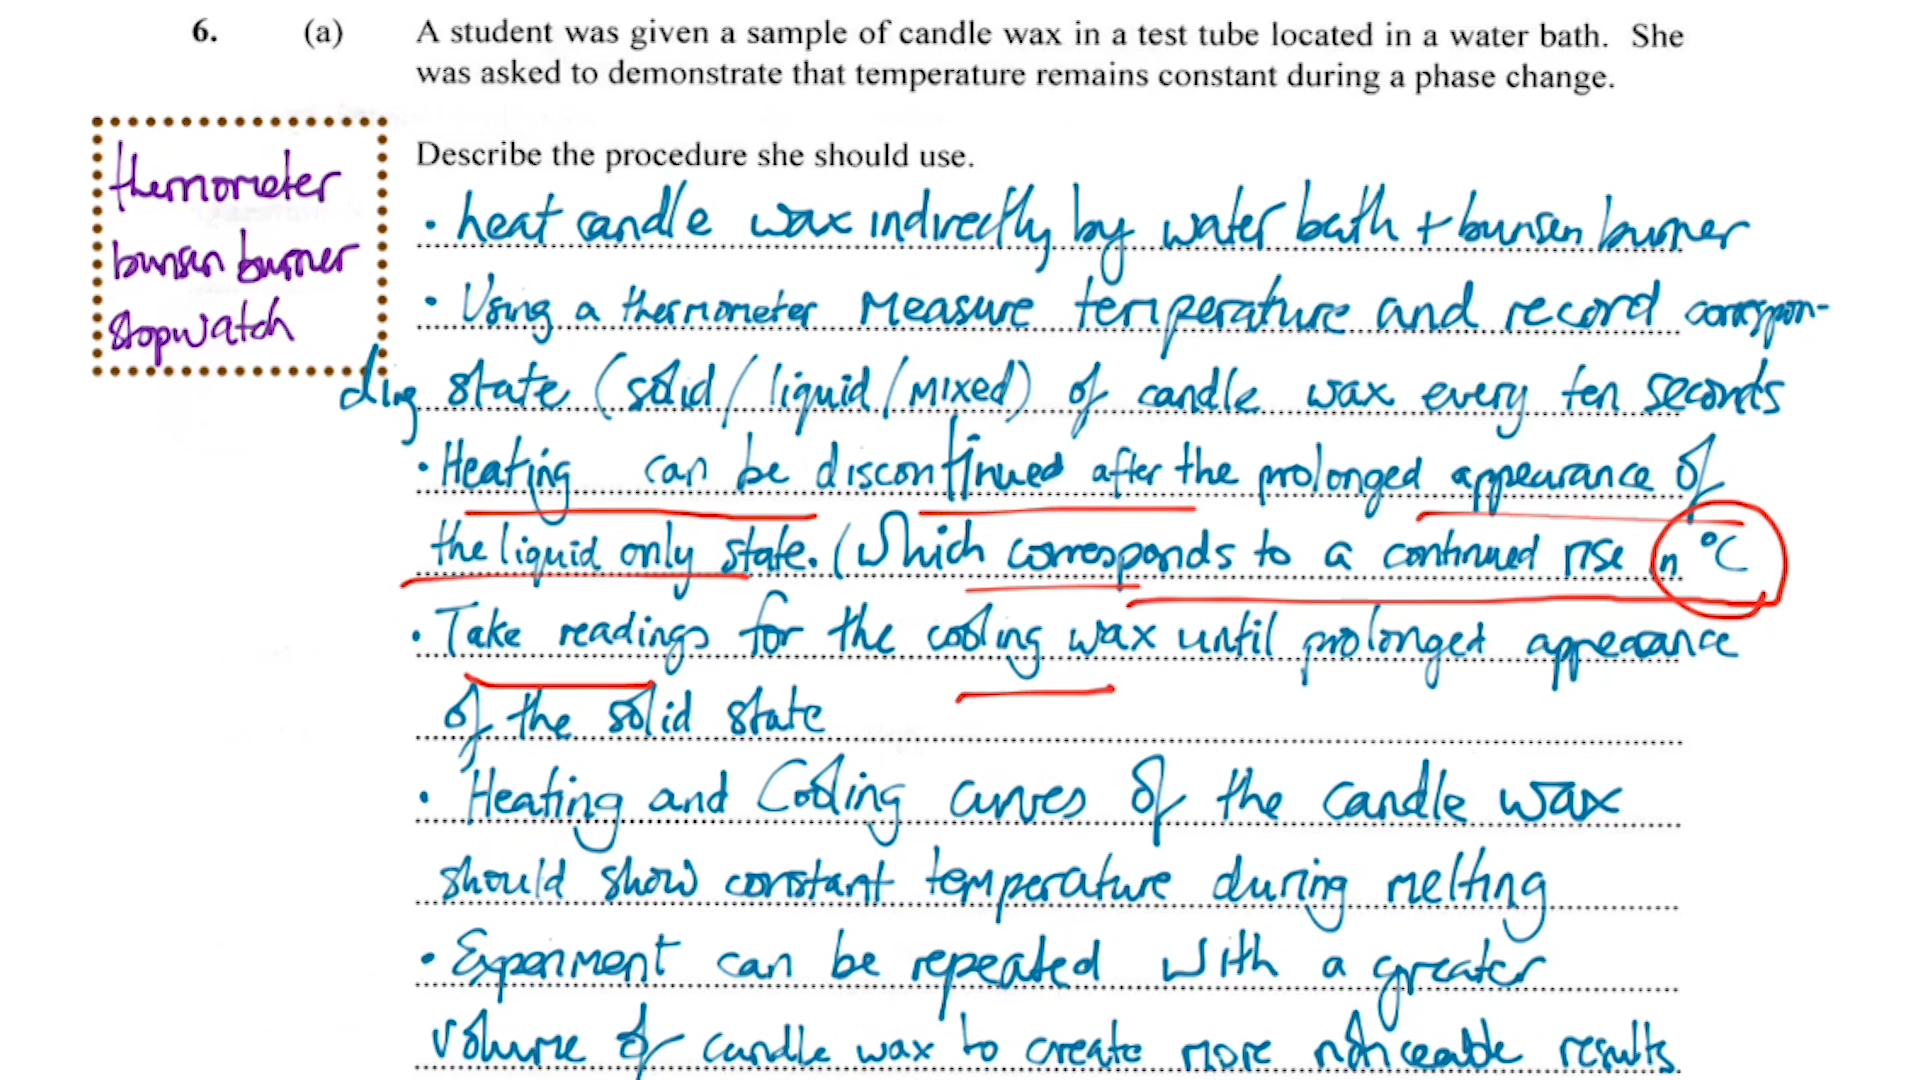 6. (a) A student was given a sample of candle wax in a test tube located in a water bath. She
was asked to demonstrate that temperature remains constant during a phase change.
Describe the procedure she should use.
thermometer
bunsen burner
stopwatch
• heat candle wax indirectly by water bath + bunsen burner
• Using a thermometer measure temperature and record correspon-
ding state (solid/liquid/mixed) of candle wax every ten seconds
• Heating can be discontinued after the prolonged appearance of
the liquid only state. (Which corresponds to a continued rise in °C
• Take readings for the cooling wax until prolonged appearance
of the solid state
• Heating and Cooling curves of the candle wax
should show constant temperature during melting
• Experiment can be repeated with a greater
volume of candle wax to create more noticeable results